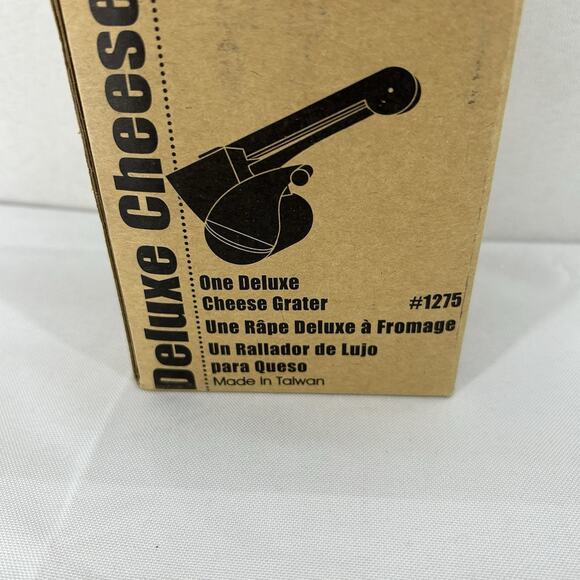 Deluxe Cheese
One Deluxe
Cheese Grater #1275
Une Râpe Deluxe à Fromage
Un Rallador de Lujo
para Queso
Made In Taiwan